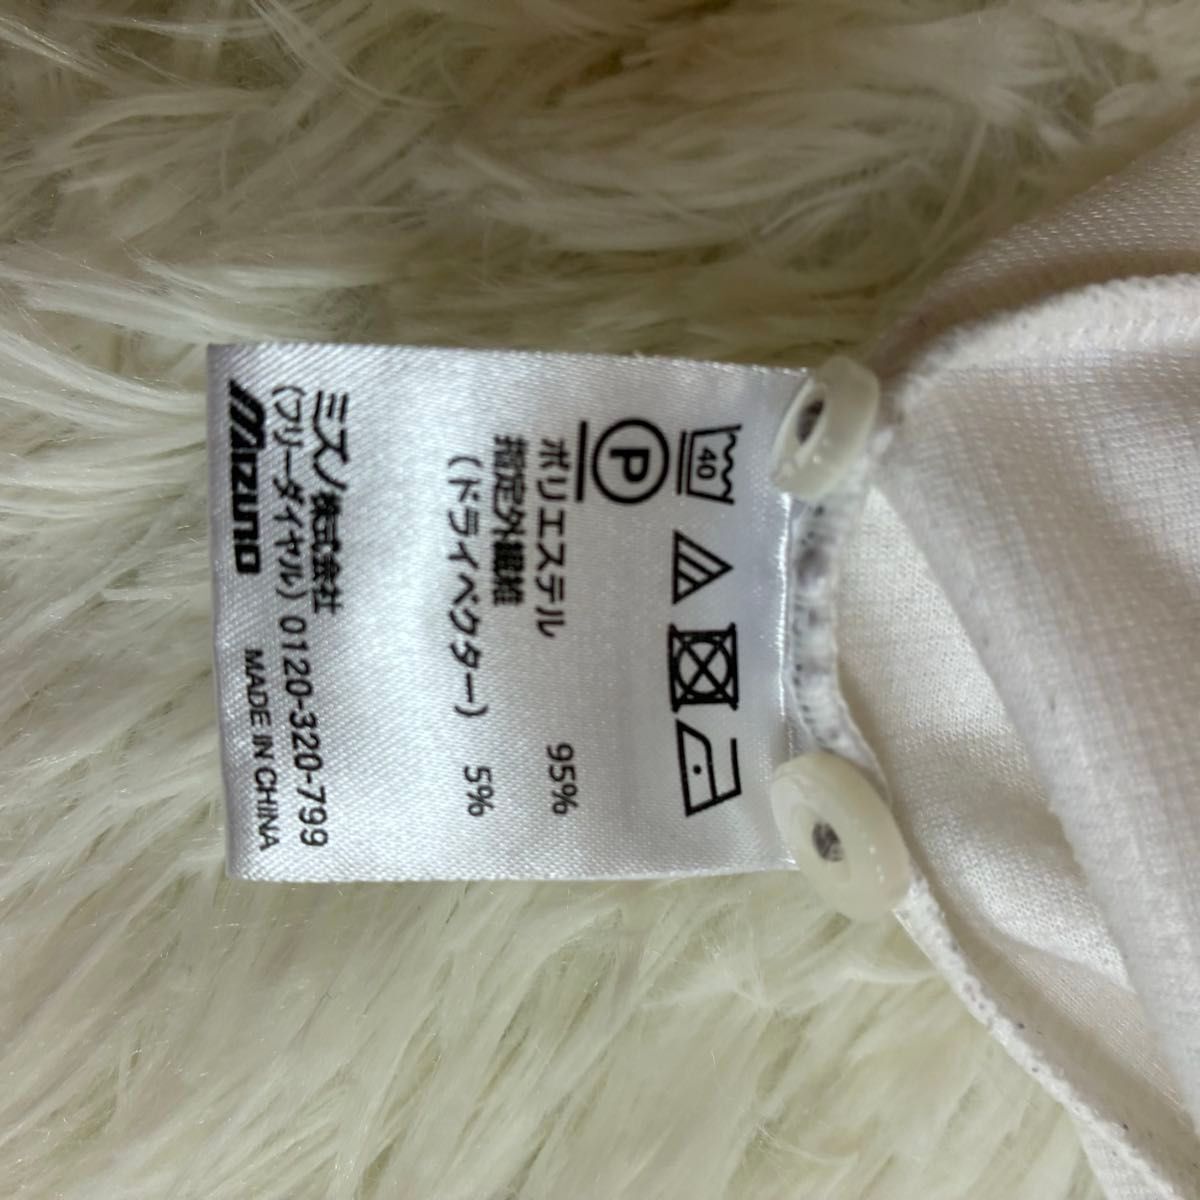 40
P
ポリエステル 95%
指定外繊維
(ドライベクター) 5%
ミズノ株式会社
(フリーダイヤル) 0120-320-799
MIZUNO MADE IN CHINA